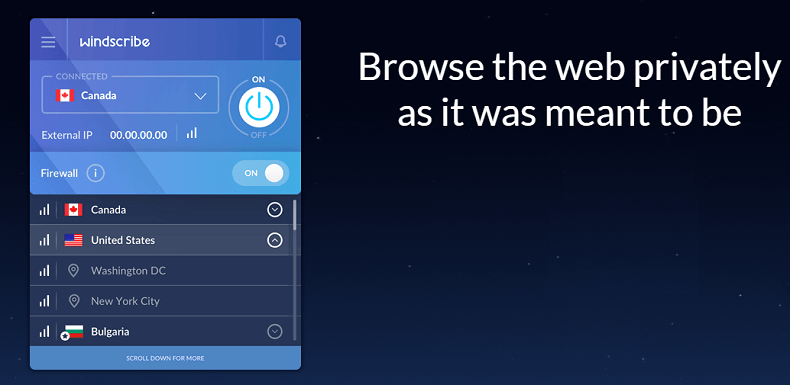 windscribe
CONNECTED
ON
Canada
OFF
External IP 00.00.00.00
Firewall i ON
Canada
United States
Washington DC
New York City
Bulgaria
SCROLL DOWN FOR MORE
Browse the web privately
as it was meant to be